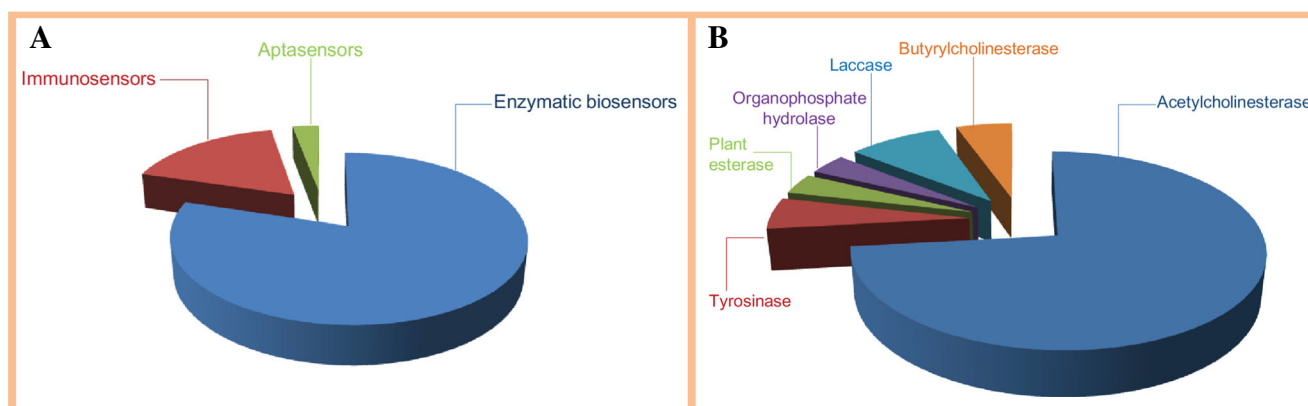 A
Aptasensors
Immunosensors
Enzymatic biosensors
B
Butyrylcholinesterase
Laccase
Organophosphate
hydrolase
Acetylcholinesterase
Plant
esterase
Tyrosinase